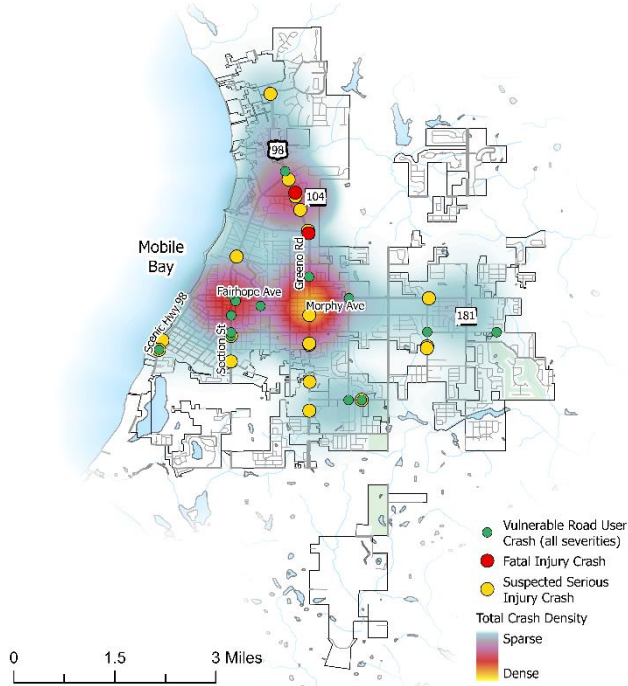 98
104
Mobile
Bay
Greeno Rd
Fairhope Ave
Morphy Ave
181
Scenic Hwy 98
Section St
Vulnerable Road User
Crash (all severities)
Fatal Injury Crash
Suspected Serious
Injury Crash
Total Crash Density
Sparse
Dense
0 1.5 3 Miles